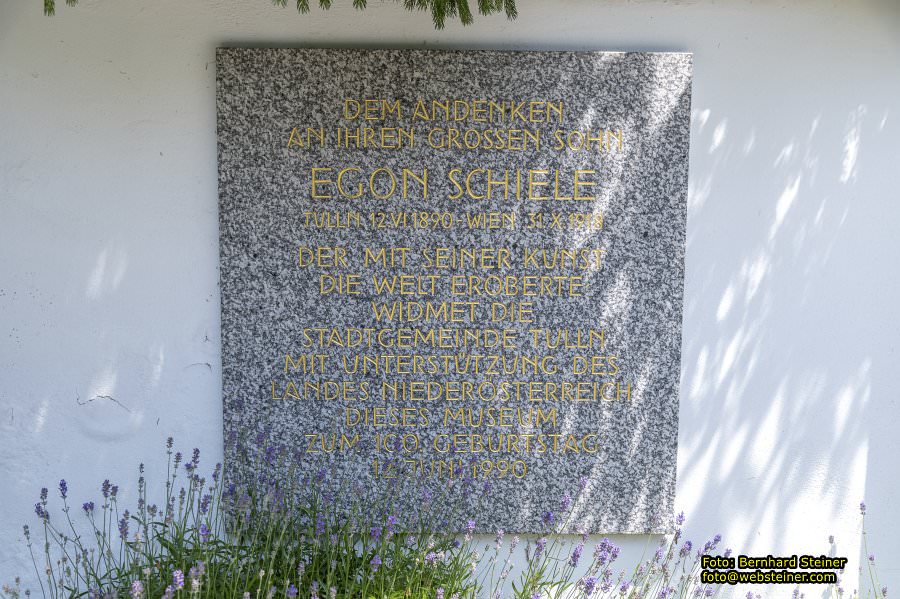 DEM ANDENKEN
AN IHREN GROSSEN SOHN
EGON SCHIELE
TULLN 12.VI.1890 - WIEN 31.X.1918
DER MIT SEINER KUNST
DIE WELT EROBERTE
WIDMET DIE
STADTGEMEINDE TULLN
MIT UNTERSTÜTZUNG DES
LANDES NIEDERÖSTERREICH
DIESES MUSEUM
ZUM 100. GEBURTSTAG
12. JUNI 1990
Foto: Bernhard Steiner
foto@websteiner.com